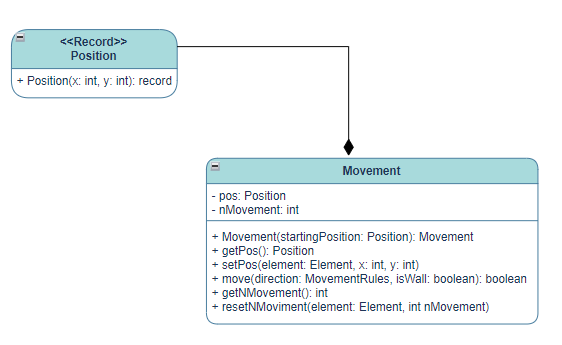 <<Record>>
Position
+ Position(x: int, y: int): record
Movement
- pos: Position
- nMovement: int
+ Movement(startingPosition: Position): Movement
+ getPos(): Position
+ setPos(element: Element, x: int, y: int)
+ move(direction: MovementRules, isWall: boolean): boolean
+ getNMovement(): int
+ resetNMoviment(element: Element, int nMovement)